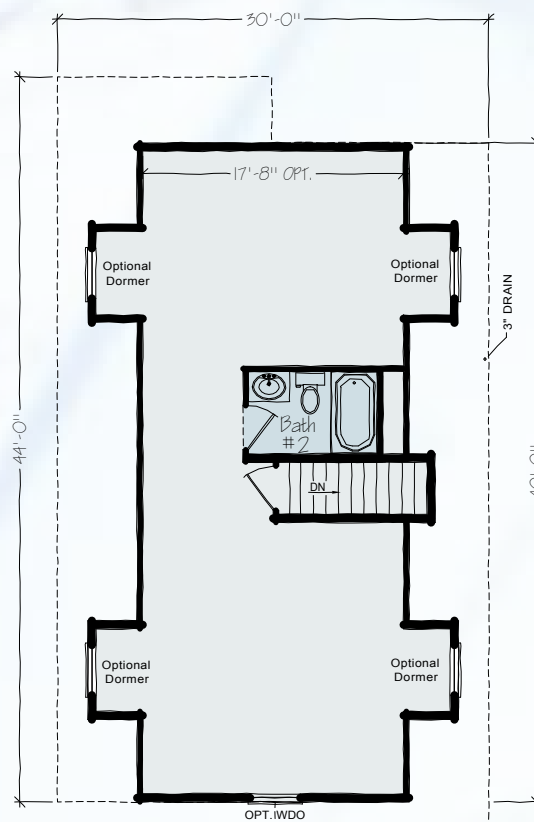 30'-0"
17'-8" OPT.
Optional
Dormer
Optional
Dormer
3" DRAIN
44'-0"
Bath
#2
DN
Optional
Dormer
Optional
Dormer
OPT.IWDO